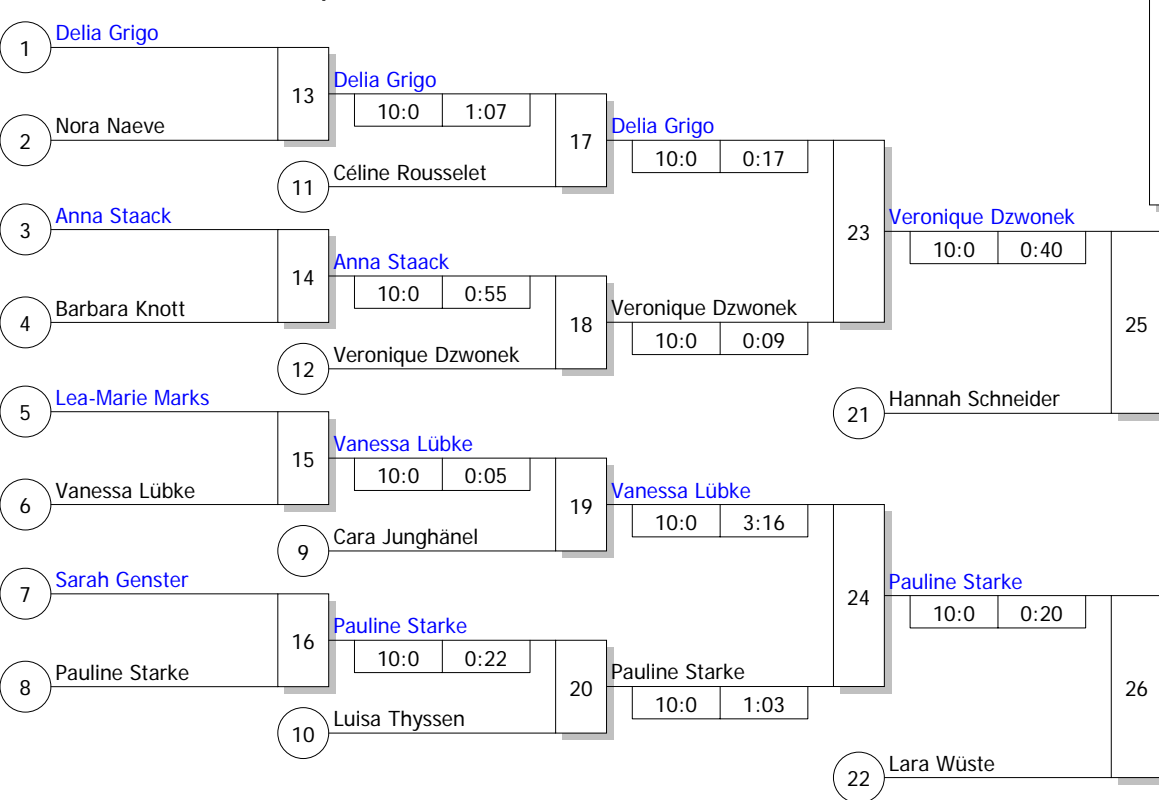 1 Delia Grigo
2 Nora Naeve
13
Delia Grigo
10:0 1:07
11 Céline Rousselet
17
Delia Grigo
10:0 0:17
3 Anna Staack
4 Barbara Knott
14
Anna Staack
10:0 0:55
12 Veronique Dzwonek
18
Veronique Dzwonek
10:0 0:09
23
Veronique Dzwonek
10:0 0:40
21 Hannah Schneider
25
5 Lea-Marie Marks
6 Vanessa Lübke
15
Vanessa Lübke
10:0 0:05
9 Cara Junghänel
19
Vanessa Lübke
10:0 3:16
7 Sarah Genster
8 Pauline Starke
16
Pauline Starke
10:0 0:22
10 Luisa Thyssen
20
Pauline Starke
10:0 1:03
24
Pauline Starke
10:0 0:20
22 Lara Wüste
26